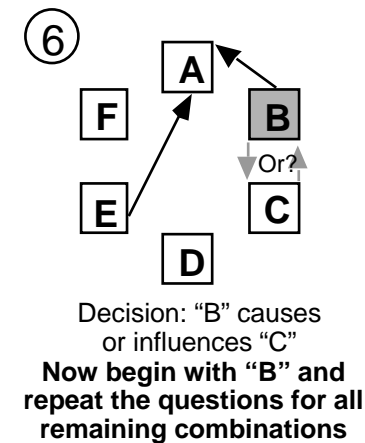 6
A
F
B
Or?
E
C
D
Decision: “B” causes
or influences “C”
Now begin with “B” and
repeat the questions for all
remaining combinations